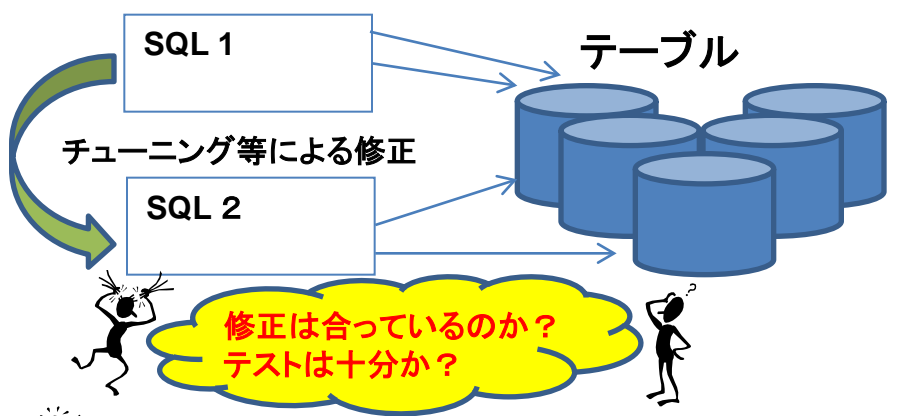 SQL 1
テーブル
チューニング等による修正
SQL 2
修正は合っているのか？
テストは十分か？
?